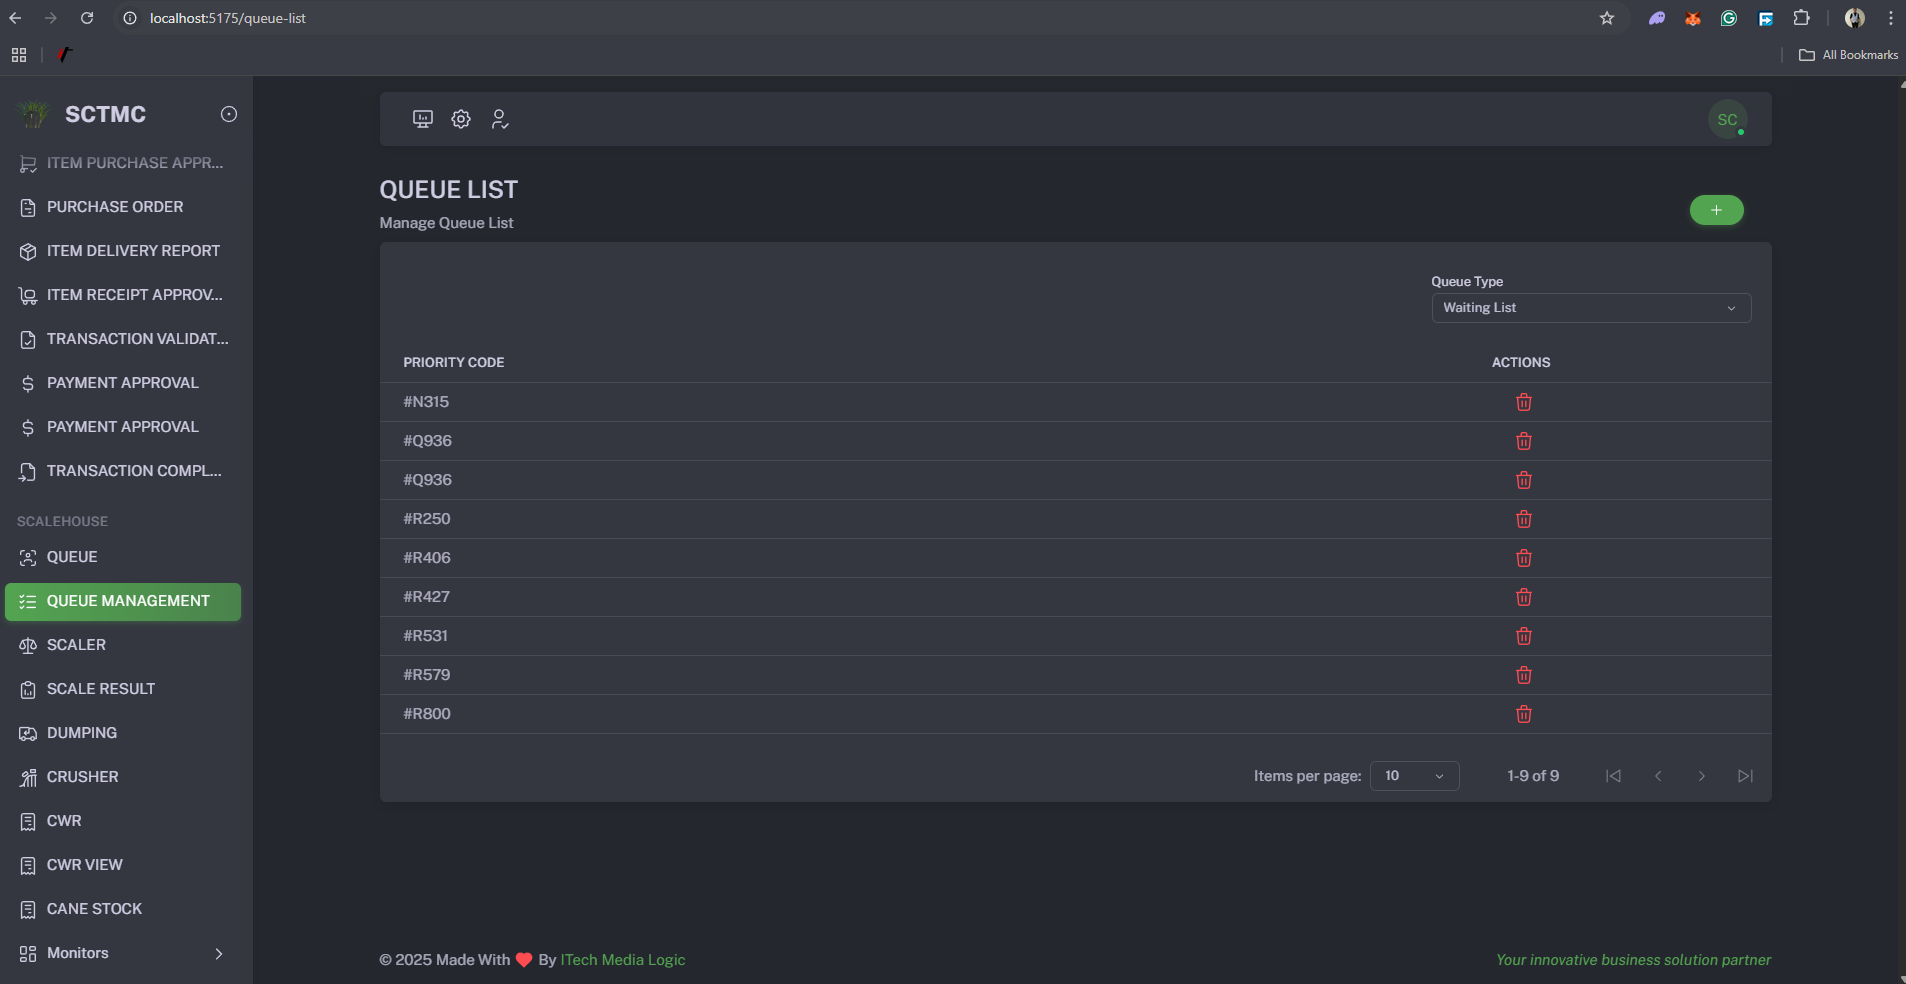 localhost:5175/queue-list
All Bookmarks
SCTMC
ITEM PURCHASE APPR...
PURCHASE ORDER
ITEM DELIVERY REPORT
ITEM RECEIPT APPROV...
TRANSACTION VALIDAT...
PAYMENT APPROVAL
PAYMENT APPROVAL
TRANSACTION COMPL...
SCALEHOUSE
QUEUE
QUEUE MANAGEMENT
SCALER
SCALE RESULT
DUMPING
CRUSHER
CWR
CWR VIEW
CANE STOCK
Monitors
SC
QUEUE LIST
Manage Queue List
Queue Type
Waiting List
PRIORITY CODE ACTIONS
#N315
#Q936
#Q936
#R250
#R406
#R427
#R531
#R579
#R800
Items per page: 10 1-9 of 9
© 2025 Made With ❤ By ITech Media Logic
Your innovative business solution partner